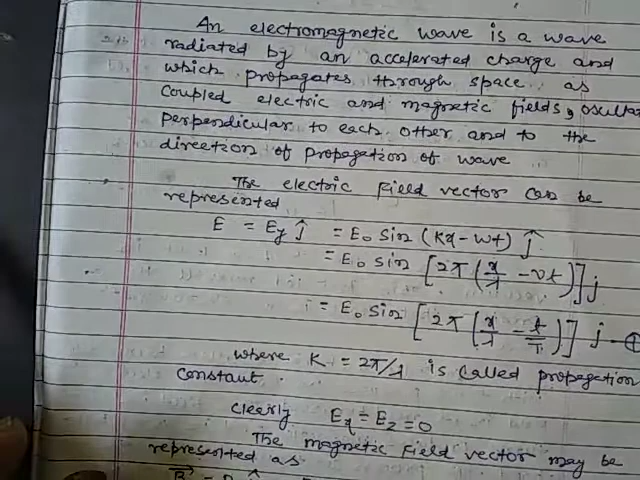 An electromagnetic wave is a wave
radiated by an accelerated charge and
which propagates through space as
coupled electric and magnetic fields, oscillat
perpendicular to each other and to the
direction of propagation of wave
The electric field vector can be
represented
E = Ey ĵ = E₀ sin (Kx - wt) ĵ
= E₀ sin [2π (x/λ - νt)] j
= E₀ sin [2π (x/λ - t/T)] j
where K = 2π/λ is called propagation
constant.
clearly Ex = Ez = 0
The magnetic field vector may be
represented as